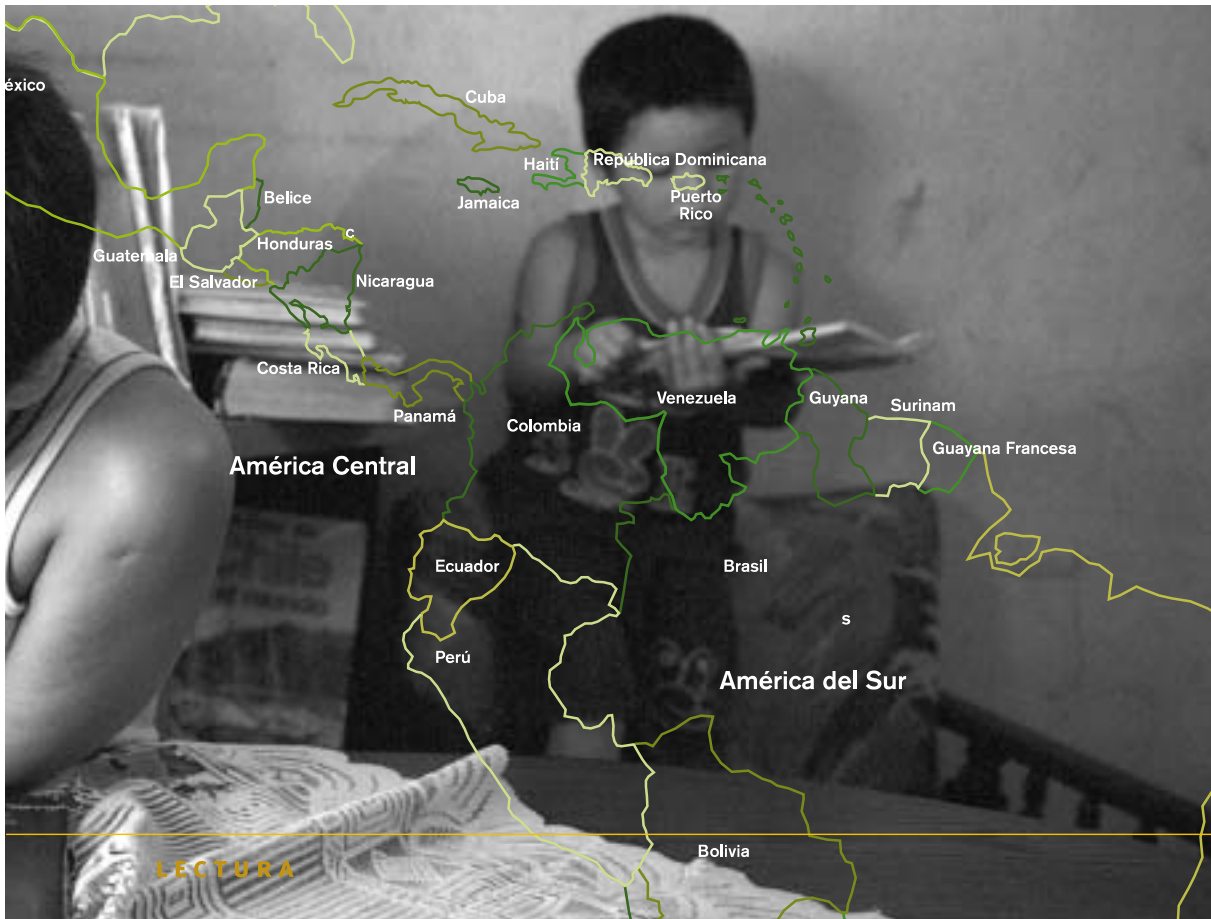 éxico
Cuba
Haití
República Dominicana
Jamaica
Puerto
Rico
Belice
Honduras
c
Guatemala
El Salvador
Nicaragua
Costa Rica
Panamá
Colombia
Venezuela
Guyana
Surinam
Guayana Francesa
América Central
Ecuador
Brasil
s
Perú
América del Sur
Bolivia
LECTURA